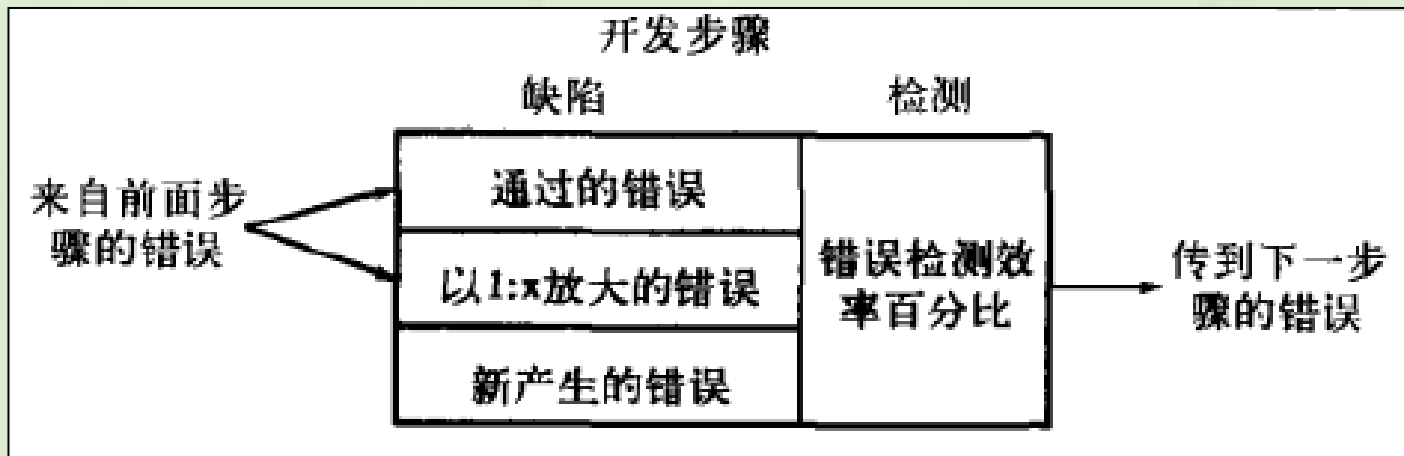 开发步骤
缺陷
检测
来自前面步
骤的错误
通过的错误
以1:x放大的错误
新产生的错误
错误检测效
率百分比
传到下一步
骤的错误